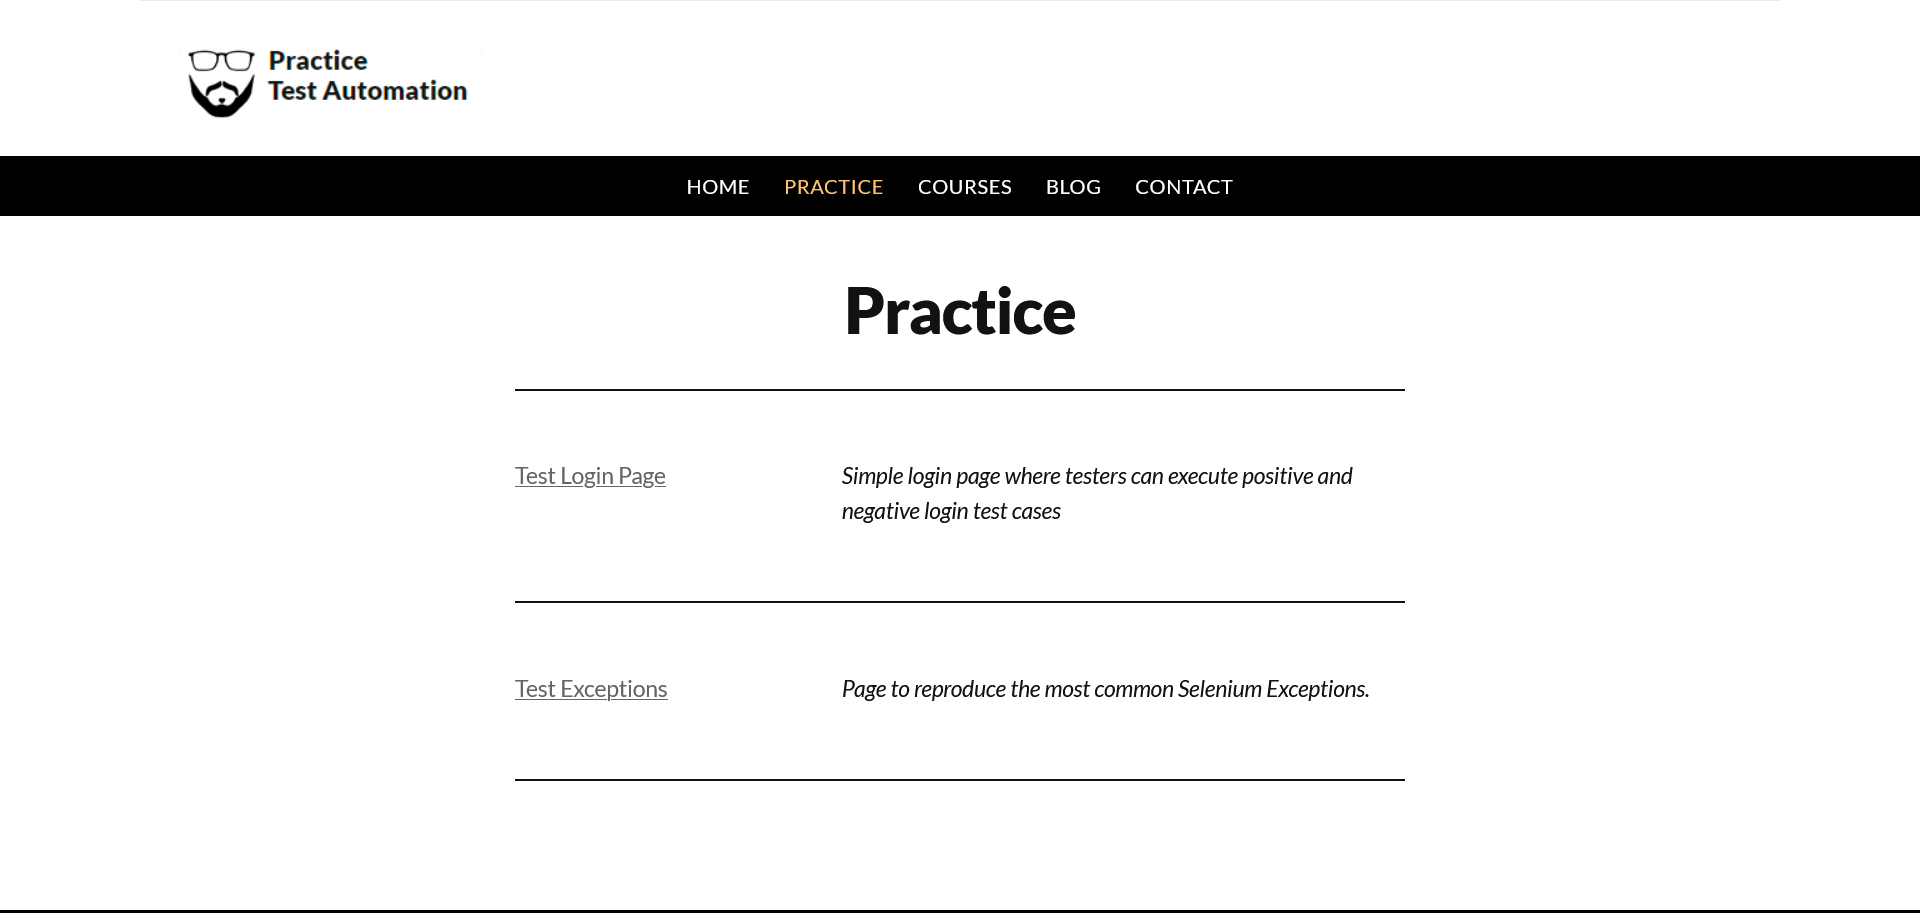 Practice
Test Automation
HOME PRACTICE COURSES BLOG CONTACT
Practice
Test Login Page
Simple login page where testers can execute positive and
negative login test cases
Test Exceptions
Page to reproduce the most common Selenium Exceptions.